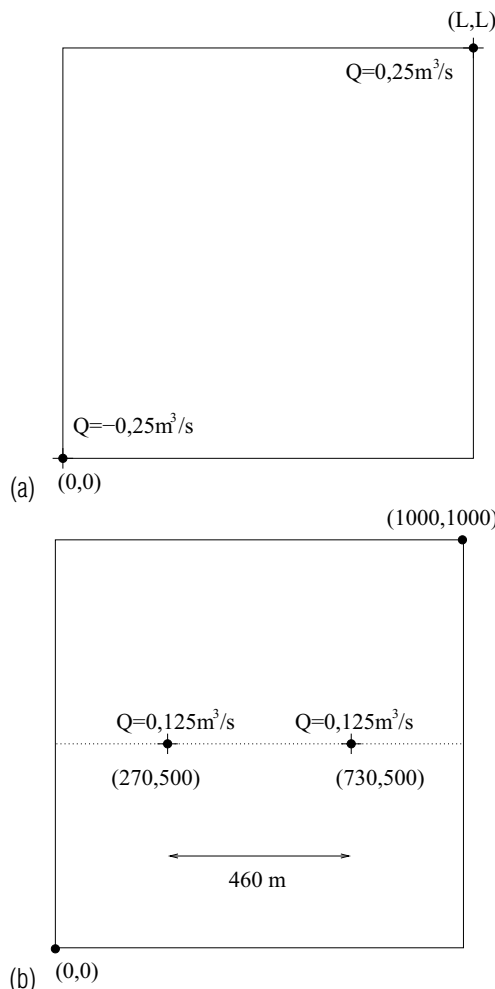 (L,L)
Q=0,25m³/s
Q=−0,25m³/s
(a) (0,0)
(1000,1000)
Q=0,125m³/s Q=0,125m³/s
(270,500) (730,500)
460 m
(b) (0,0)